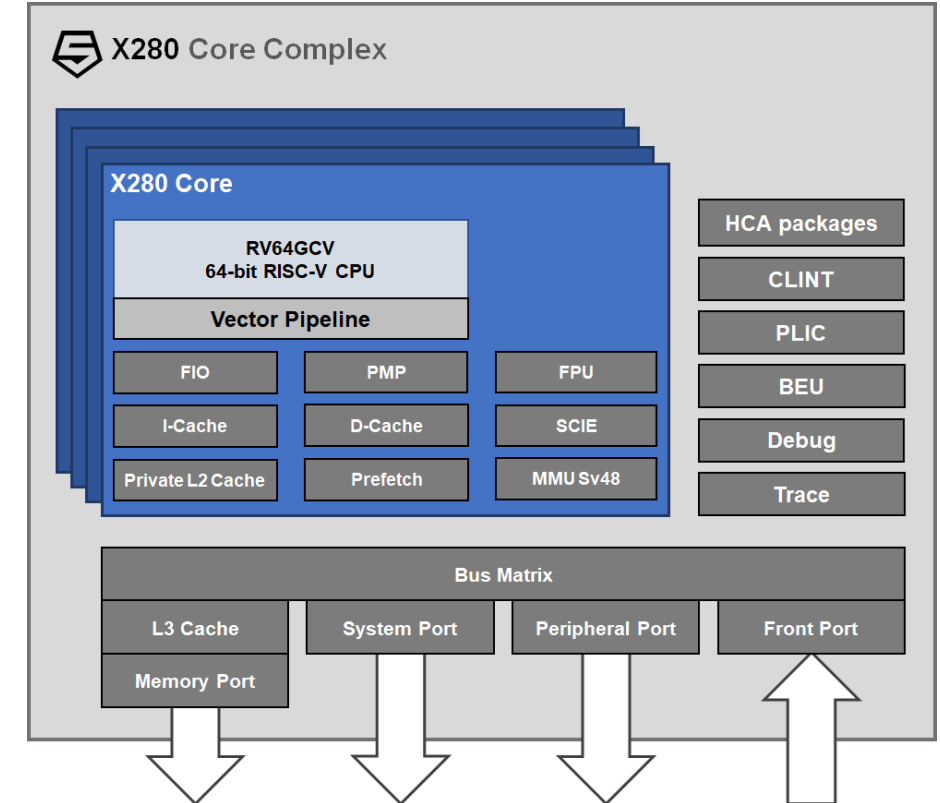 X280 Core Complex
X280 Core
RV64GCV
64-bit RISC-V CPU
Vector Pipeline
FIO
PMP
FPU
I-Cache
D-Cache
SCIE
Private L2 Cache
Prefetch
MMU Sv48
HCA packages
CLINT
PLIC
BEU
Debug
Trace
Bus Matrix
L3 Cache
System Port
Peripheral Port
Front Port
Memory Port